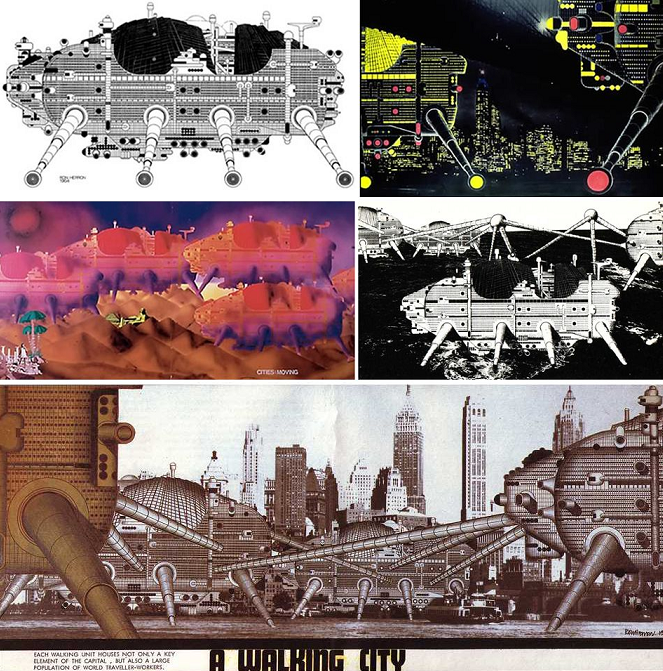 RON HERRON
1964
CITIES:MOVING
EACH WALKING UNIT HOUSES NOT ONLY A KEY
ELEMENT OF THE CAPITAL , BUT ALSO A LARGE
POPULATION OF WORLD TRAVELLER-WORKERS.
A WALKING CITY